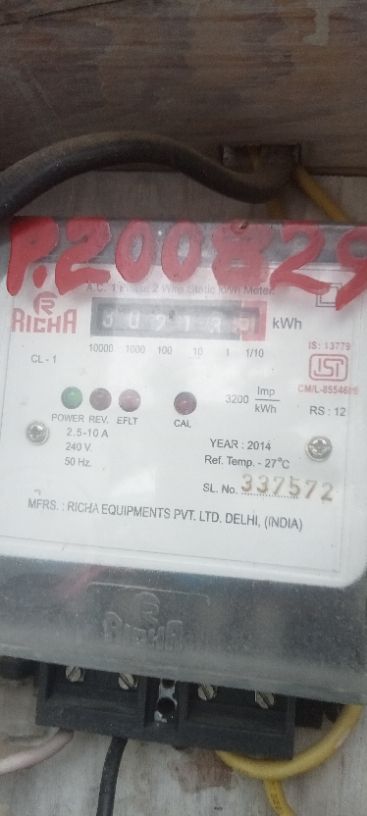 P.200829
A.C. 1 Phase 2 Wire Static kWh Meter
RICHA
kWh
10000 1000 100 10 1 1/10
CL - 1
IS: 13779
ISI
3200 Imp/kWh
RS : 12
POWER REV. EFLT CAL
2.5-10 A
240 V.
50 Hz.
YEAR : 2014
Ref. Temp. - 27°C
SL. No. 337572
MFRS. : RICHA EQUIPMENTS PVT. LTD. DELHI, (INDIA)
RICHA